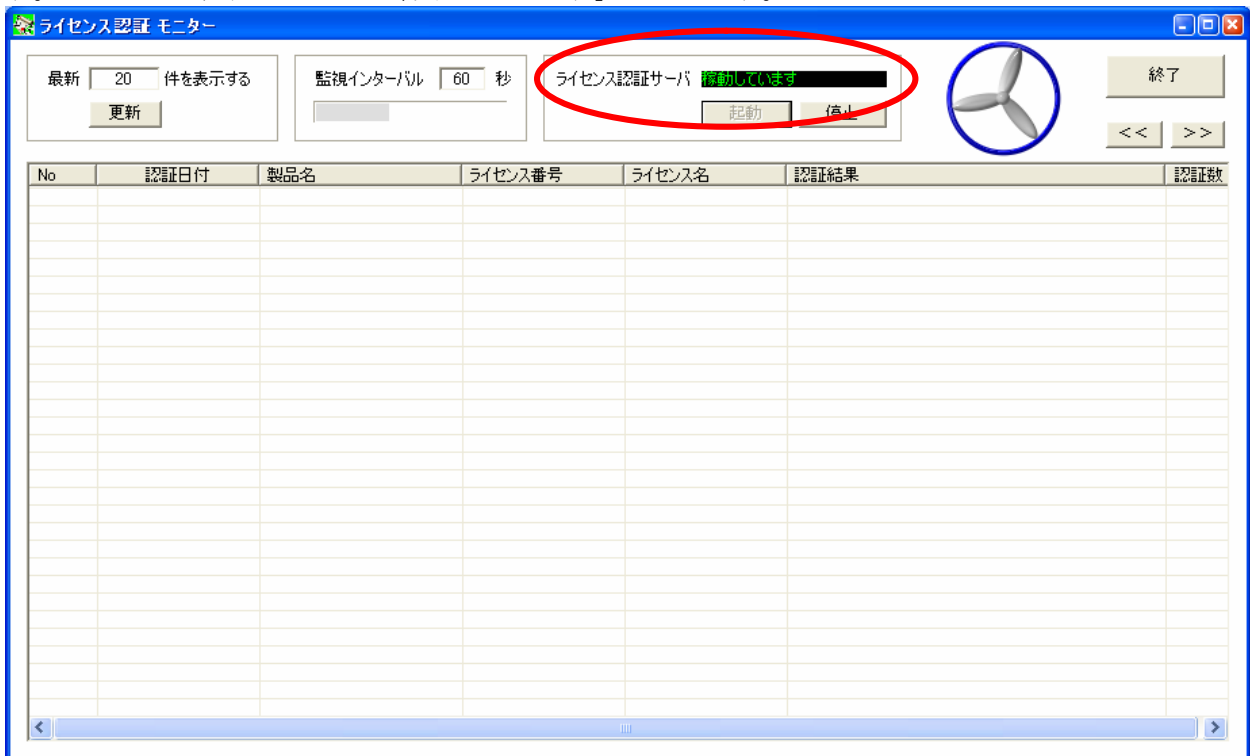 ライセンス認証 モニター
最新 20 件を表示する
更新
監視インターバル 60 秒
ライセンス認証サーバ 稼動しています
起動 停止
終了
<< >>
No 認証日付 製品名 ライセンス番号 ライセンス名 認証結果 認証数